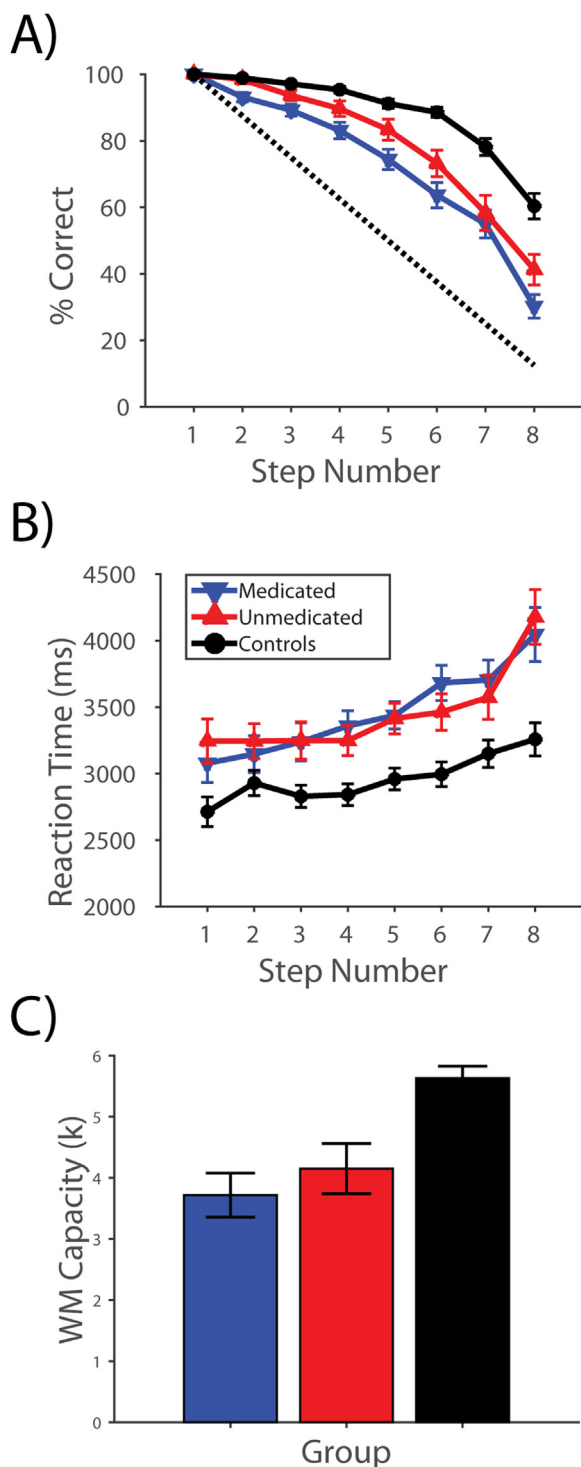 A)
100
80
60
40
20
0
% Correct
1 2 3 4 5 6 7 8
Step Number
B)
4500
4000
3500
3000
2500
2000
Reaction Time (ms)
Medicated
Unmedicated
Controls
1 2 3 4 5 6 7 8
Step Number
C)
6
5
4
3
2
1
0
WM Capacity (k)
Group